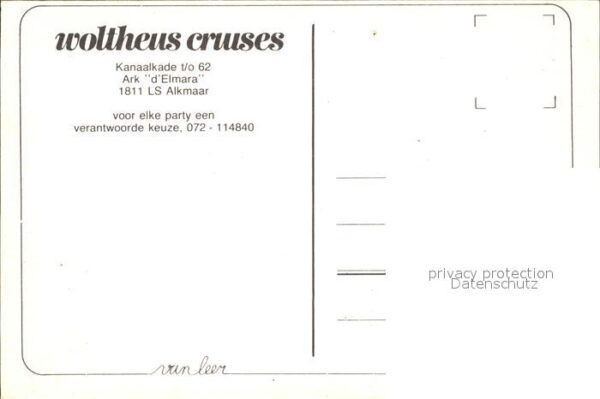 woltheus cruises
Kanaalkade t/o 62
Ark "d'Elmara"
1811 LS Alkmaar
voor elke party een
verantwoorde keuze, 072 - 114840
privacy protection
Datenschutz
van leer